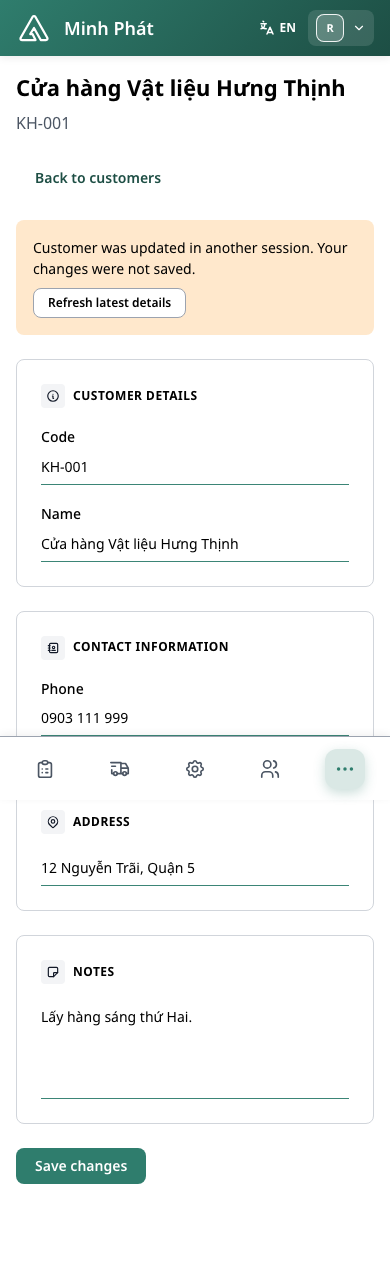 Minh Phát
EN
R
Cửa hàng Vật liệu Hưng Thịnh
KH-001
Back to customers
Customer was updated in another session. Your
changes were not saved.
Refresh latest details
CUSTOMER DETAILS
Code
KH-001
Name
Cửa hàng Vật liệu Hưng Thịnh
CONTACT INFORMATION
Phone
0903 111 999
ADDRESS
12 Nguyễn Trãi, Quận 5
NOTES
Lấy hàng sáng thứ Hai.
Save changes